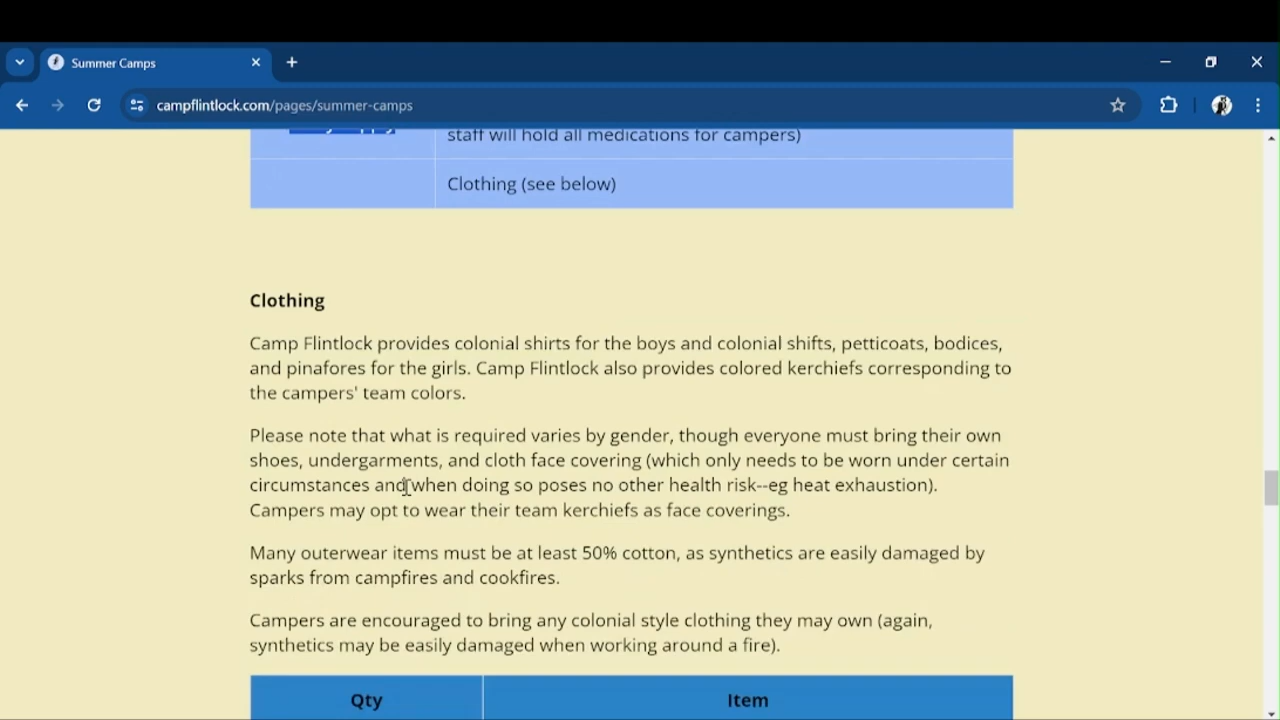 Summer Camps
campflintlock.com/pages/summer-camps
staff will hold all medications for campers)
Clothing (see below)
Clothing
Camp Flintlock provides colonial shirts for the boys and colonial shifts, petticoats, bodices,
and pinafores for the girls. Camp Flintlock also provides colored kerchiefs corresponding to
the campers' team colors.
Please note that what is required varies by gender, though everyone must bring their own
shoes, undergarments, and cloth face covering (which only needs to be worn under certain
circumstances and when doing so poses no other health risk--eg heat exhaustion).
Campers may opt to wear their team kerchiefs as face coverings.
Many outerwear items must be at least 50% cotton, as synthetics are easily damaged by
sparks from campfires and cookfires.
Campers are encouraged to bring any colonial style clothing they may own (again,
synthetics may be easily damaged when working around a fire).
Qty Item